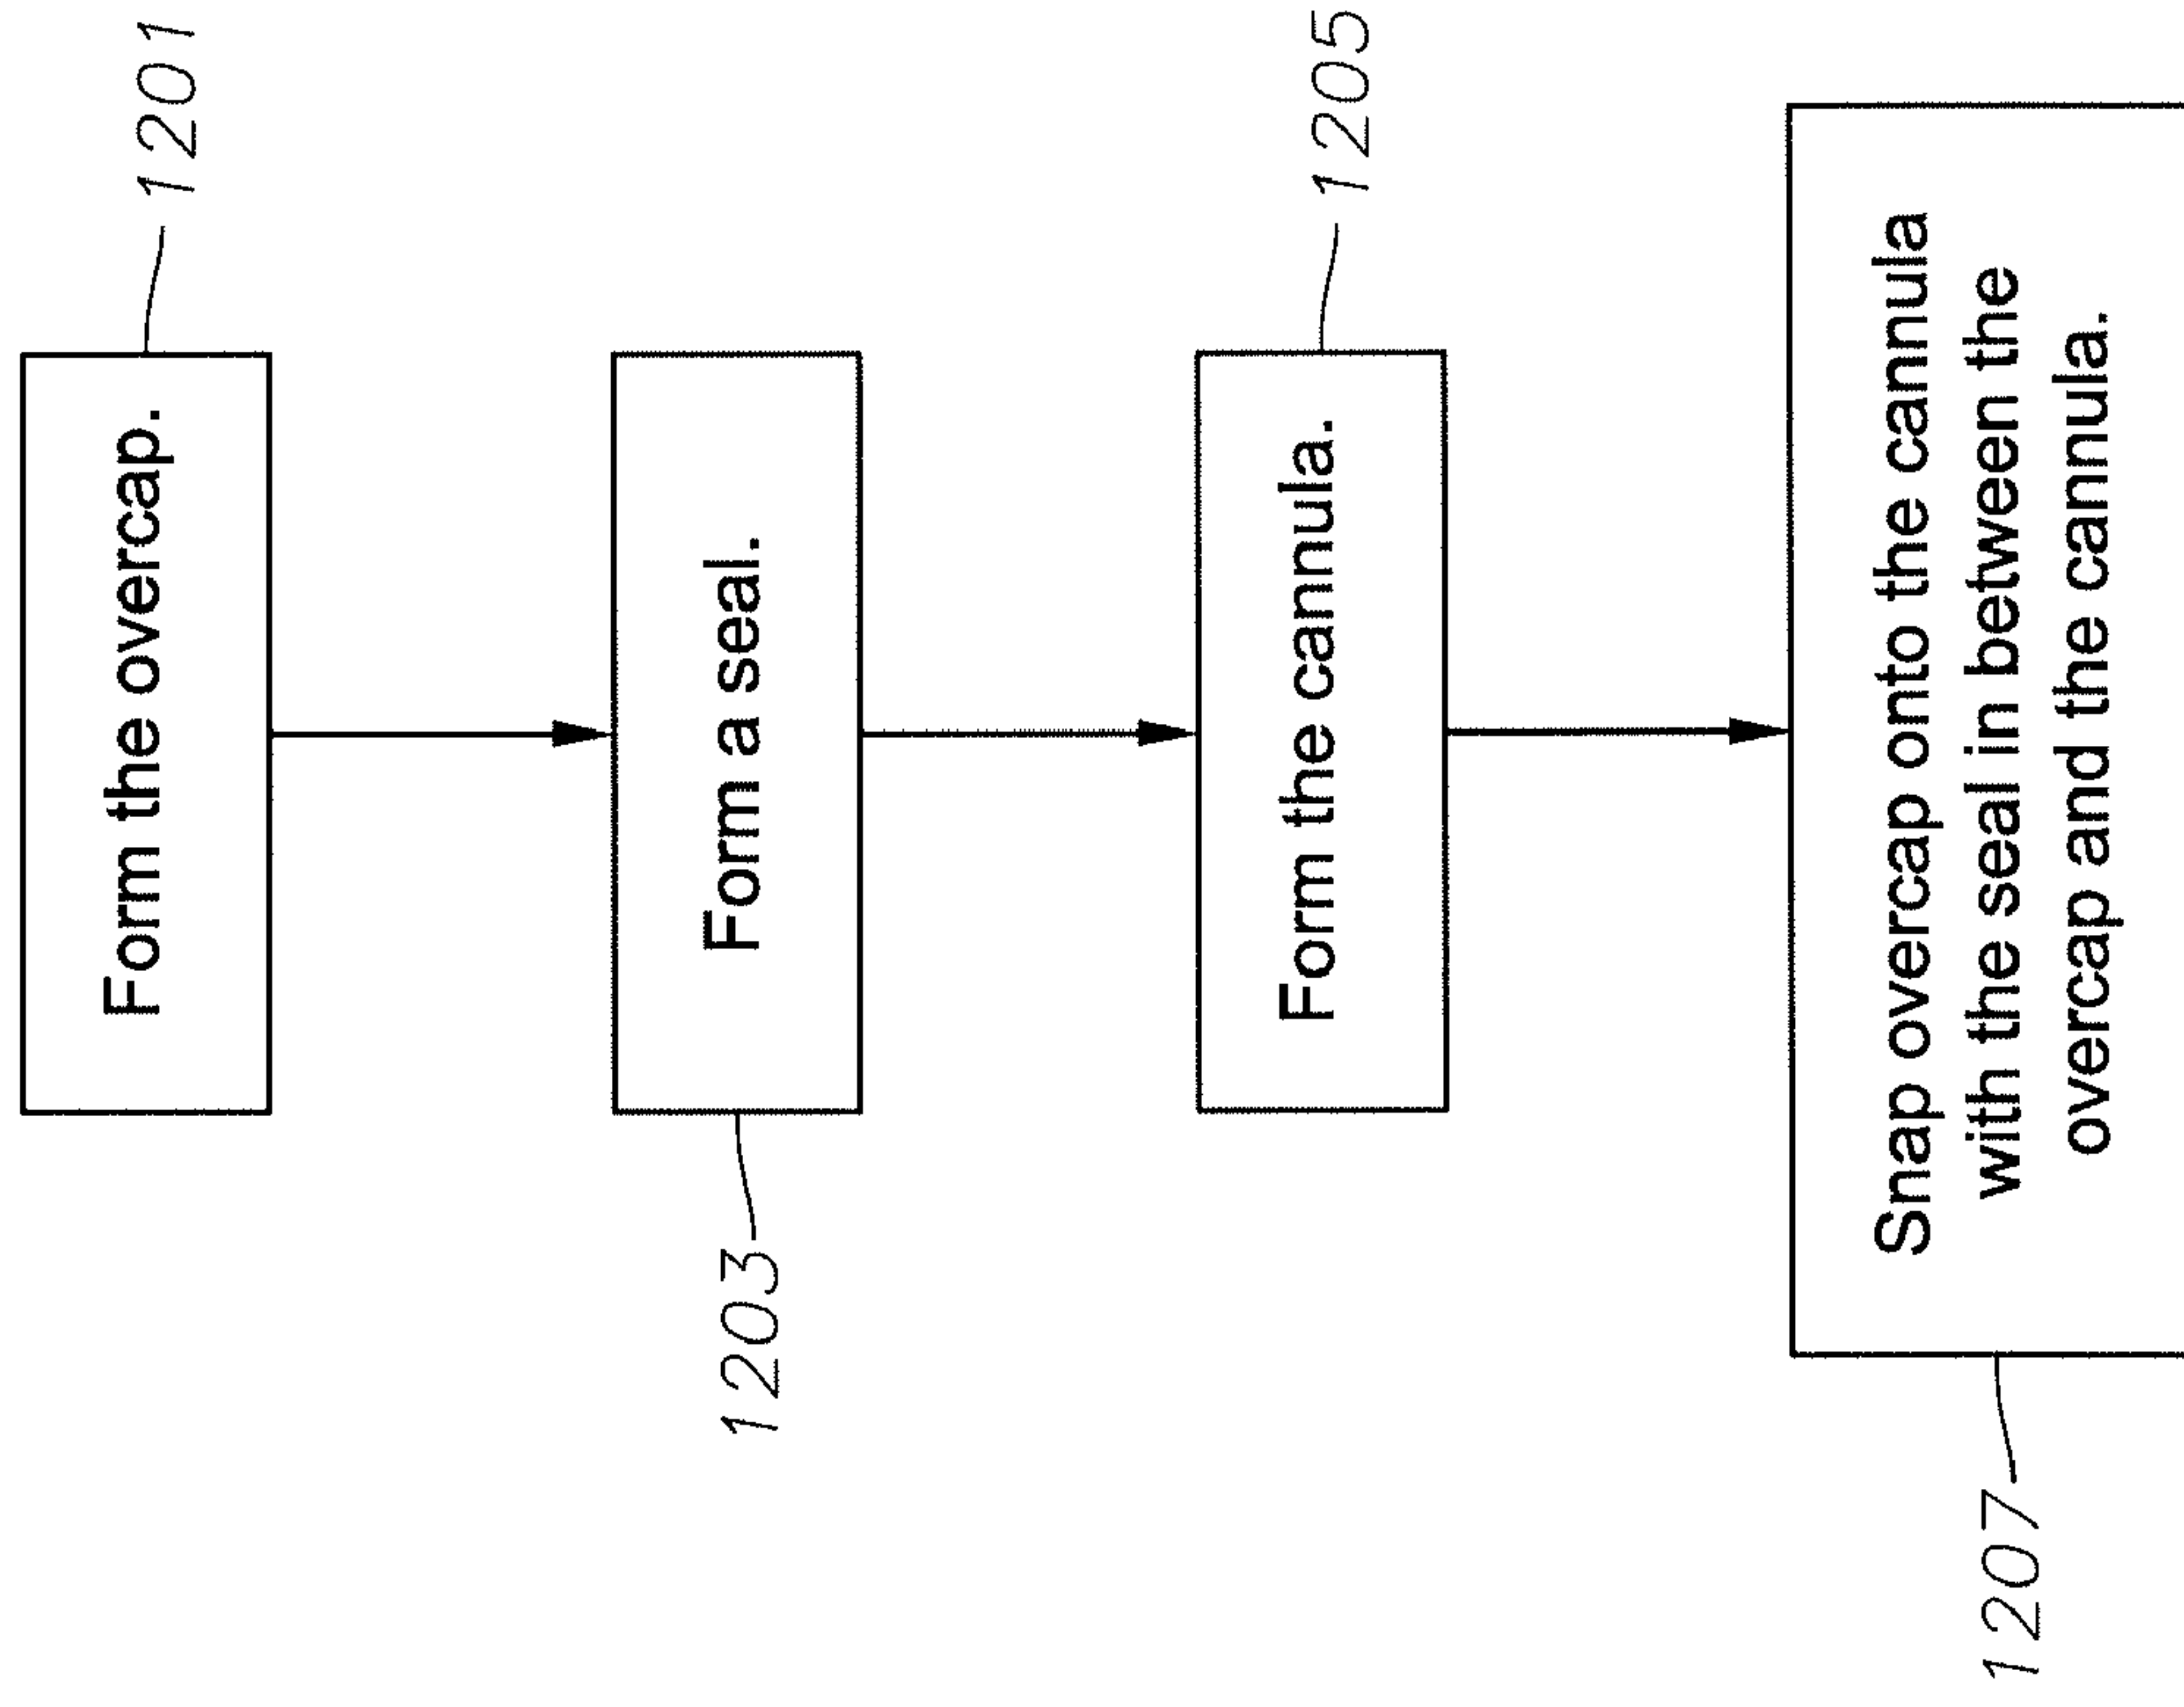 Form the overcap.
1201
Form a seal.
1203
Form the cannula.
1205
Snap overcap onto the cannula
with the seal in between the
overcap and the cannula.
1207